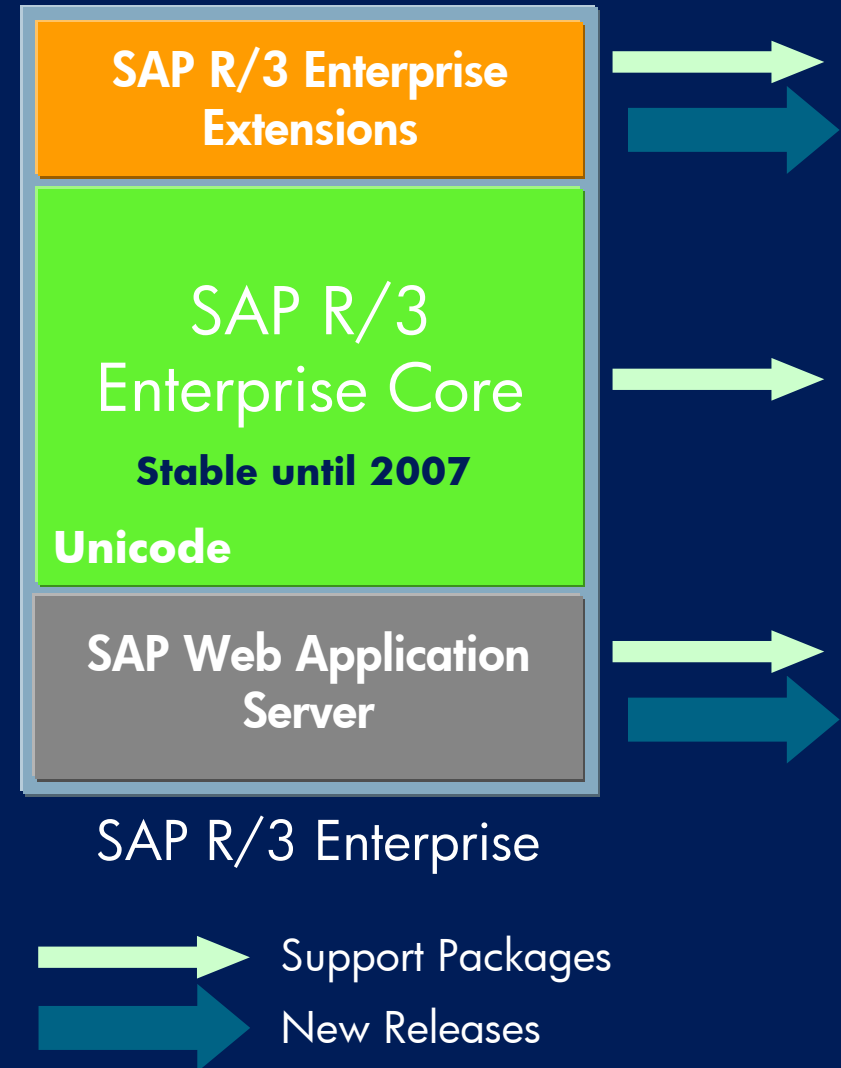 SAP R/3 Enterprise
Extensions
SAP R/3
Enterprise Core
Stable until 2007
Unicode
SAP Web Application
Server
SAP R/3 Enterprise
Support Packages
New Releases